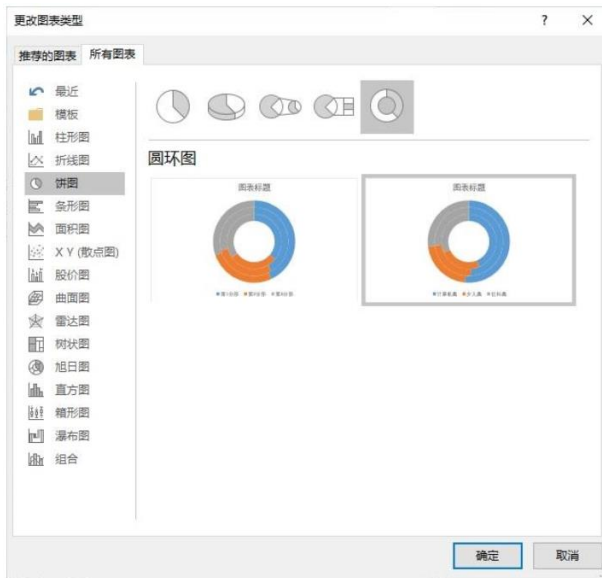 更改图表类型
?
×
推荐的图表
所有图表
最近
模板
柱形图
折线图
饼图
条形图
面积图
X Y (散点图)
股价图
曲面图
雷达图
树状图
旭日图
直方图
箱形图
瀑布图
组合
圆环图
图表标题
图表标题
确定
取消